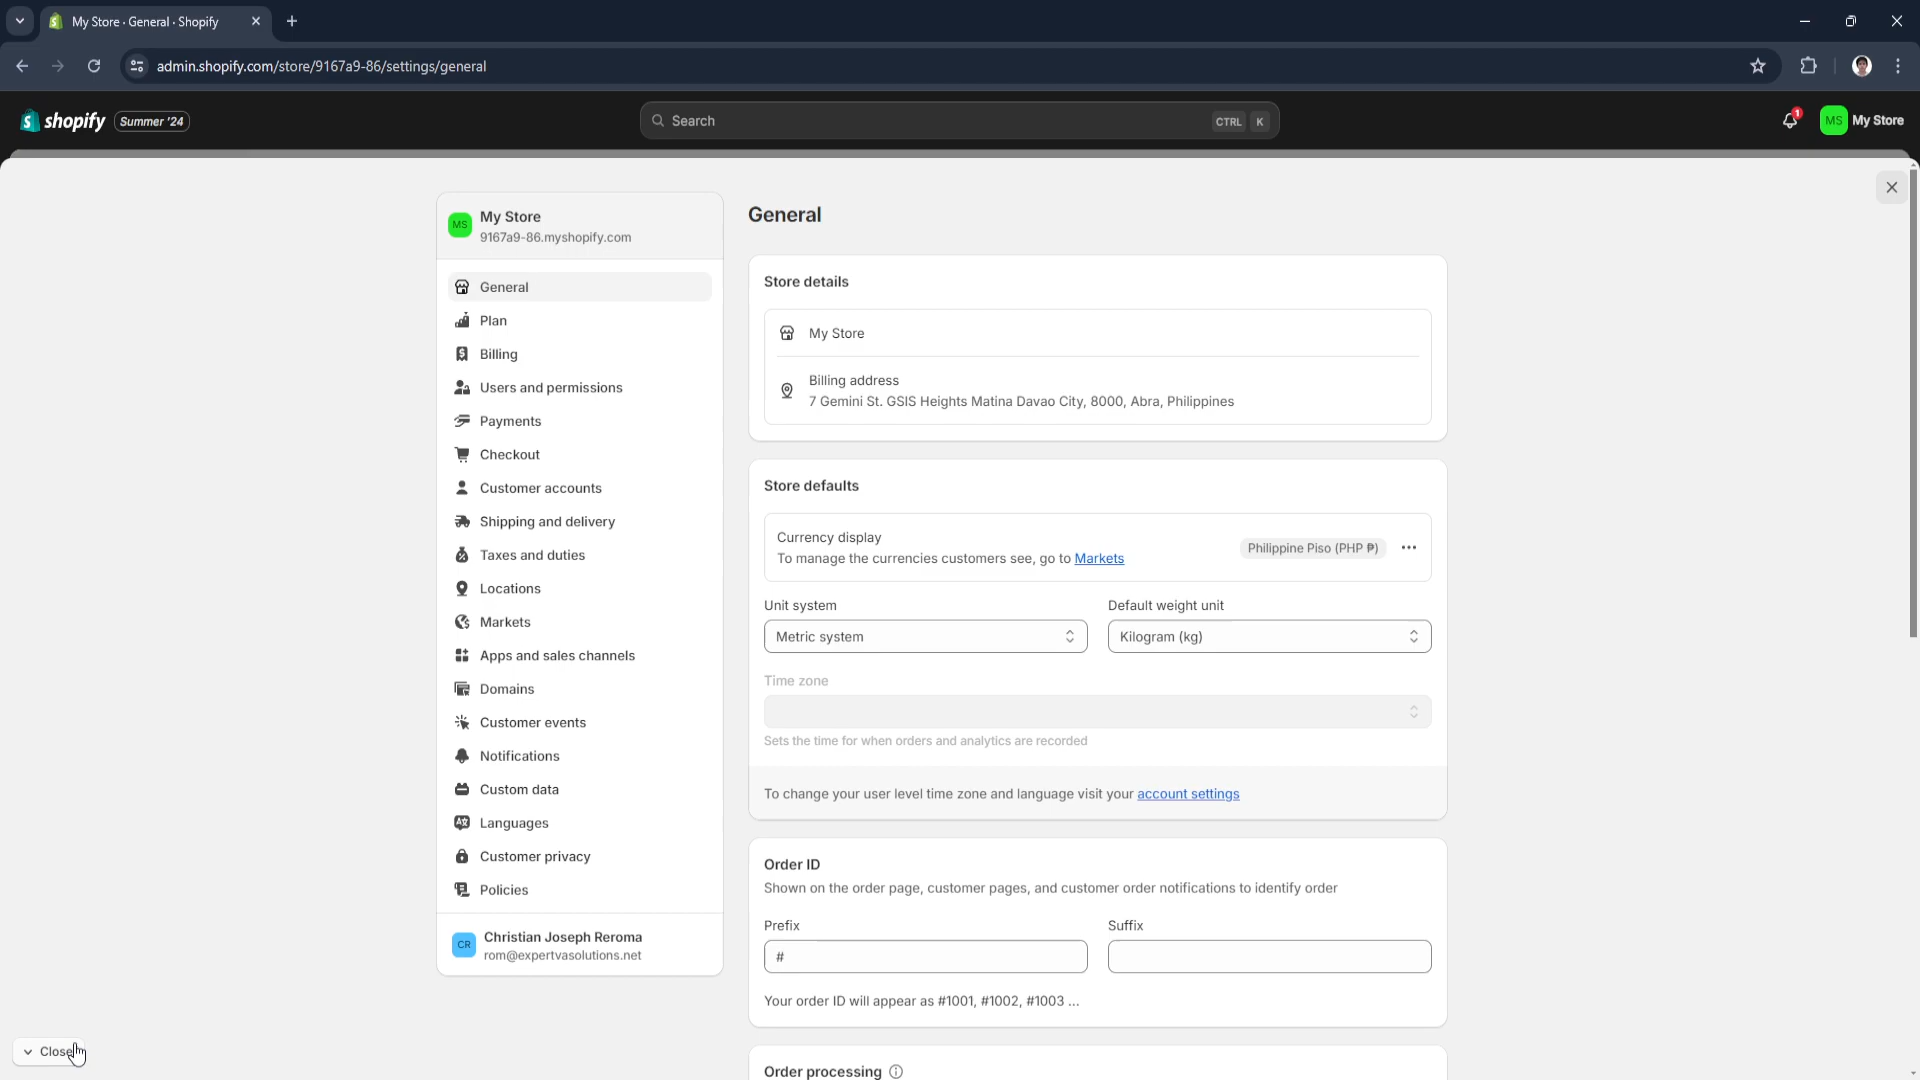 My Store · General · Shopify
admin.shopify.com/store/9167a9-86/settings/general
shopify
Summer '24
Search
CTRL K
1
MS
My Store
MS
My Store
9167a9-86.myshopify.com
General
Plan
Billing
Users and permissions
Payments
Checkout
Customer accounts
Shipping and delivery
Taxes and duties
Locations
Markets
Apps and sales channels
Domains
Customer events
Notifications
Custom data
Languages
Customer privacy
Policies
CR
Christian Joseph Reroma
rom@expertvasolutions.net
General
Store details
My Store
Billing address
7 Gemini St. GSIS Heights Matina Davao City, 8000, Abra, Philippines
Store defaults
Currency display
To manage the currencies customers see, go to Markets
Philippine Piso (PHP ₱)
Unit system
Default weight unit
Metric system
Kilogram (kg)
Time zone
Sets the time for when orders and analytics are recorded
To change your user level time zone and language visit your account settings
Order ID
Shown on the order page, customer pages, and customer order notifications to identify order
Prefix
Suffix
#
Your order ID will appear as #1001, #1002, #1003 ...
Order processing
Close